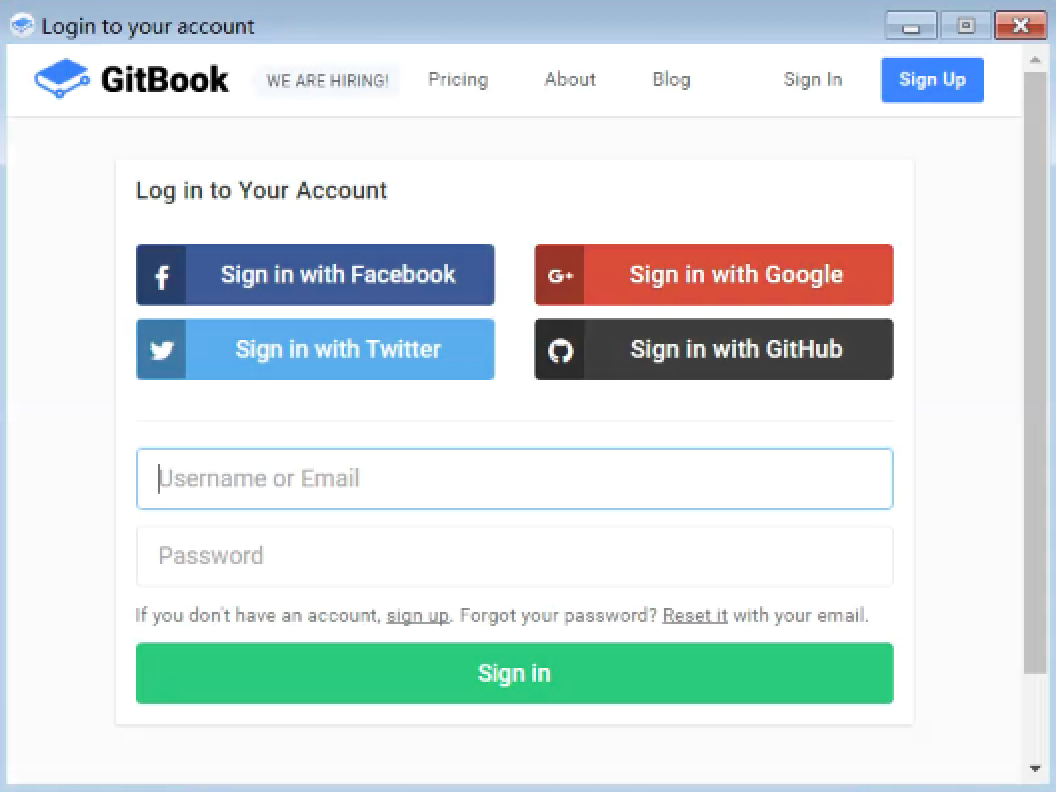 Login to your account
GitBook WE ARE HIRING! Pricing About Blog Sign In Sign Up
Log in to Your Account
Sign in with Facebook G+ Sign in with Google
Sign in with Twitter Sign in with GitHub
Username or Email
Password
If you don't have an account, sign up. Forgot your password? Reset it with your email.
Sign in